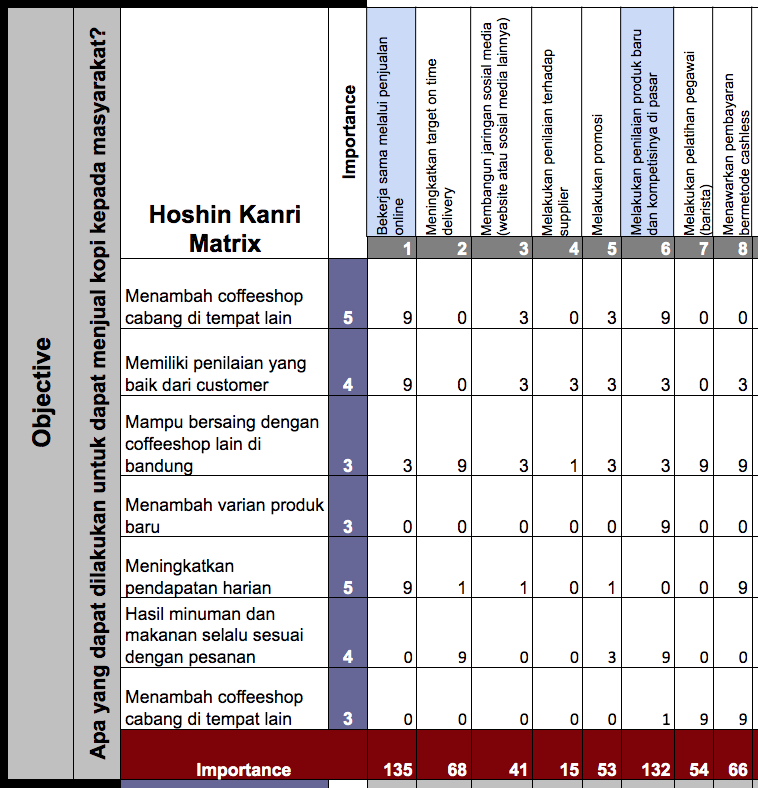 Objective
Apa yang dapat dilakukan untuk dapat menjual kopi kepada masyarakat?
Hoshin Kanri
Matrix
Importance
Bekerja sama melalui penjualan
online
Meningkatkan target on time
delivery
Membangun jaringan sosial media
(website atau sosial media lainnya)
Melakukan penilaian terhadap
supplier
Melakukan promosi
Melakukan penilaian produk baru
dan kompetisinya di pasar
Melakukan pelatihan pegawai
(barista)
Menawarkan pembayaran
bermetode cashless
1 2 3 4 5 6 7 8
Menambah coffeeshop
cabang di tempat lain 5 9 0 3 0 3 9 0 0
Memiliki penilaian yang
baik dari customer 4 9 0 3 3 3 3 0 3
Mampu bersaing dengan
coffeeshop lain di
bandung 3 3 9 3 1 3 3 9 9
Menambah varian produk
baru 3 0 0 0 0 0 9 0 0
Meningkatkan
pendapatan harian 5 9 1 1 0 1 0 0 9
Hasil minuman dan
makanan selalu sesuai
dengan pesanan 4 0 9 0 0 3 9 0 0
Menambah coffeeshop
cabang di tempat lain 3 0 0 0 0 0 1 9 9
Importance 135 68 41 15 53 132 54 66